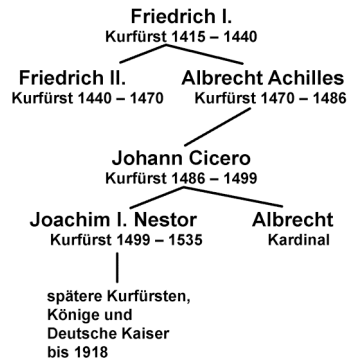 Friedrich I.
Kurfürst 1415 – 1440
Friedrich II.
Kurfürst 1440 – 1470
Albrecht Achilles
Kurfürst 1470 – 1486
Johann Cicero
Kurfürst 1486 – 1499
Joachim I. Nestor
Kurfürst 1499 – 1535
Albrecht
Kardinal
spätere Kurfürsten,
Könige und
Deutsche Kaiser
bis 1918